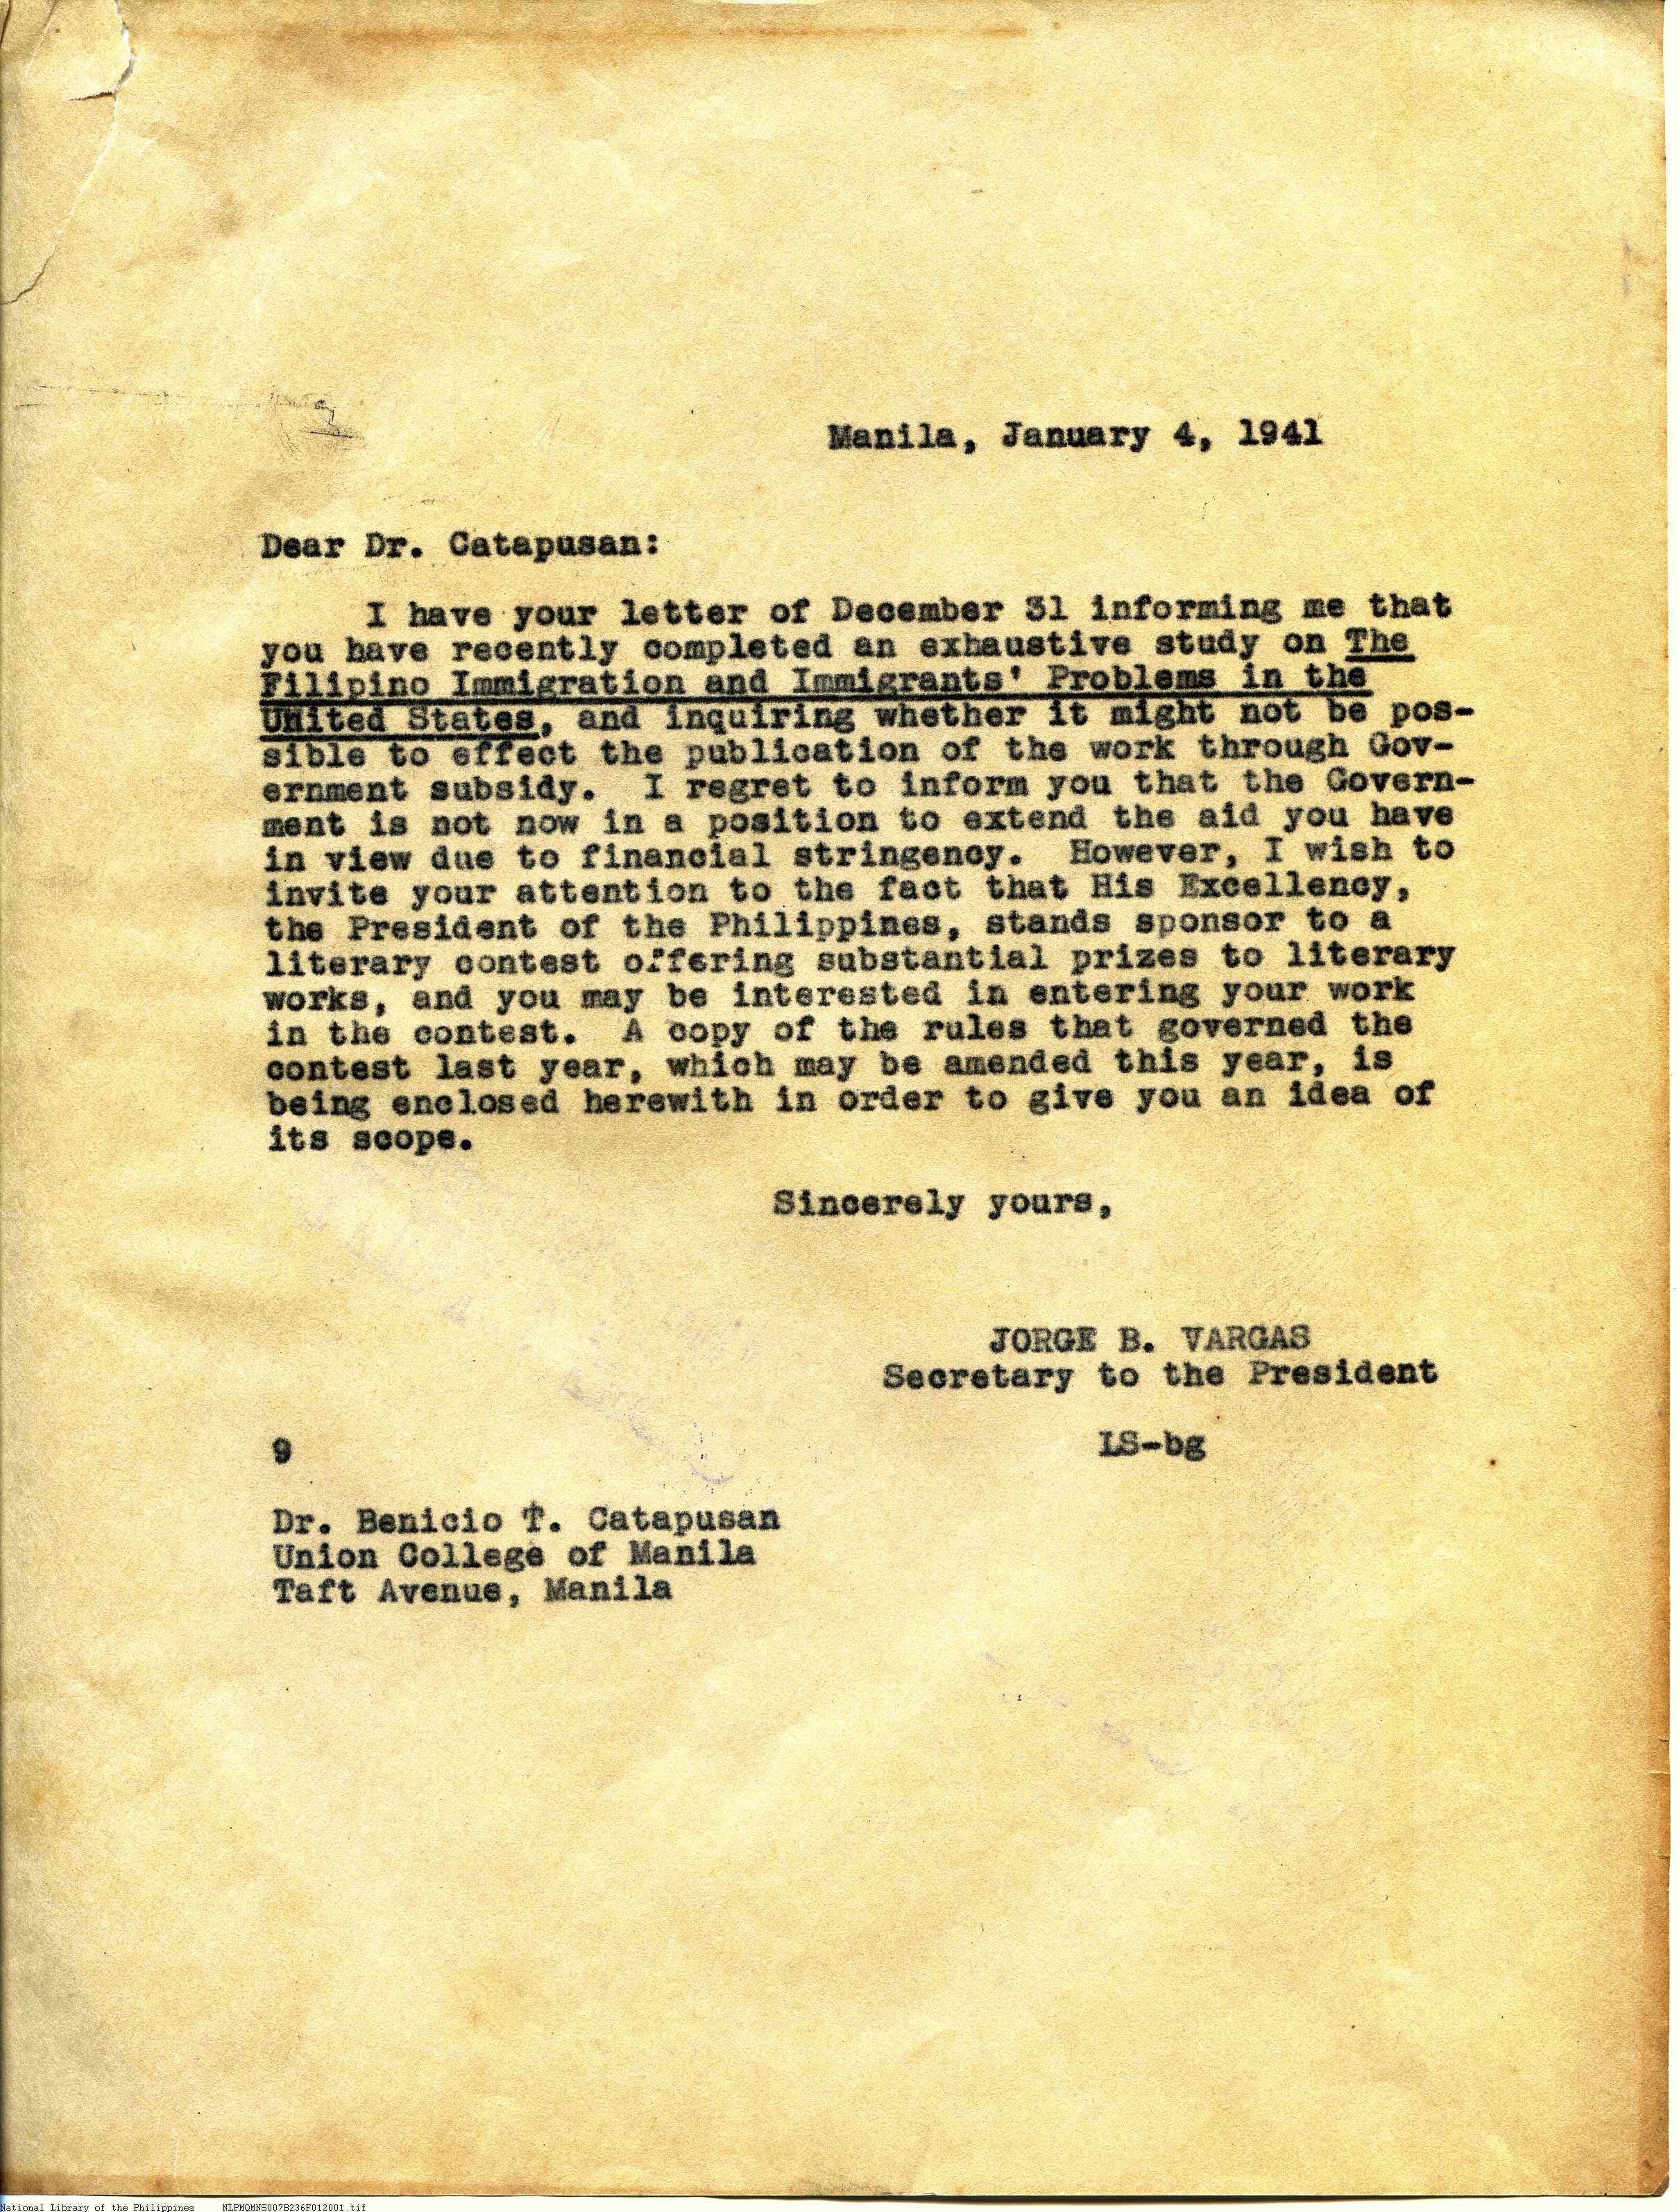 Manila, January 4, 1941
Dear Dr. Catapusan:
I have your letter of December 31 informing me that
you have recently completed an exhaustive study on The
Filipino Immigration and Immigrants' Problems in the
United States, and inquiring whether it might not be pos-
sible to effect the publication of the work through Gov-
ernment subsidy. I regret to inform you that the Govern-
ment is not now in a position to extend the aid you have
in view due to financial stringency. However, I wish to
invite your attention to the fact that His Excellency,
the President of the Philippines, stands sponsor to a
literary contest offering substantial prizes to literary
works, and you may be interested in entering your work
in the contest. A copy of the rules that governed the
contest last year, which may be amended this year, is
being enclosed herewith in order to give you an idea of
its scope.
Sincerely yours,
JORGE B. VARGAS
Secretary to the President
9 LS-bg
Dr. Benicio T. Catapusan
Union College of Manila
Taft Avenue, Manila
National Library of the Philippines NLPMQMNS007B236F012001.tif